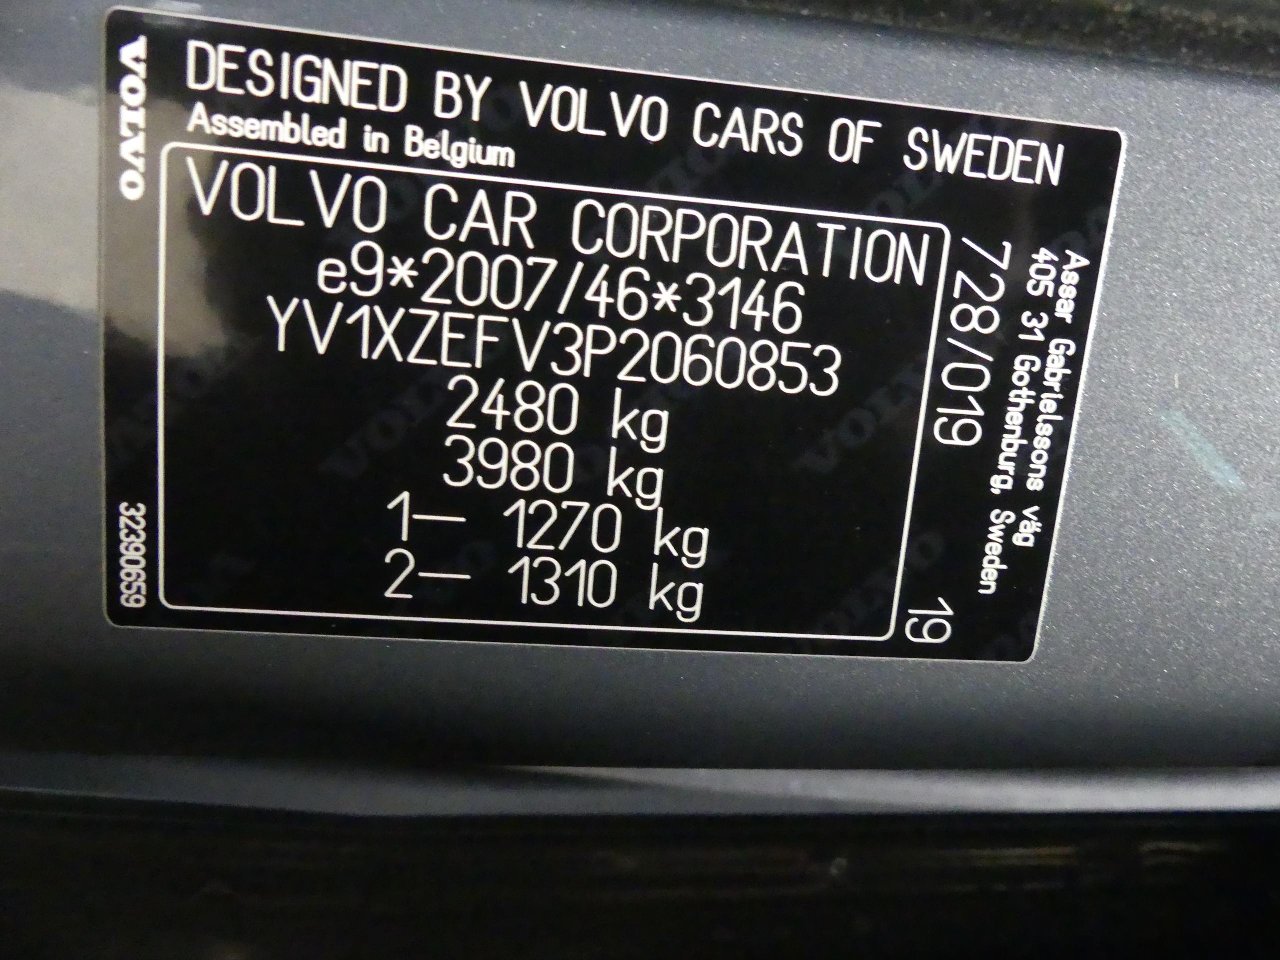 VOLVO
DESIGNED BY VOLVO CARS OF SWEDEN
Assembled in Belgium
VOLVO CAR CORPORATION
e9*2007/46*3146
YV1XZEFV3P2060853
2480 kg
3980 kg
1— 1270 kg
2— 1310 kg
32390659
728/019
19
Assar Gabrielssons väg
405 31 Gothenburg, Sweden